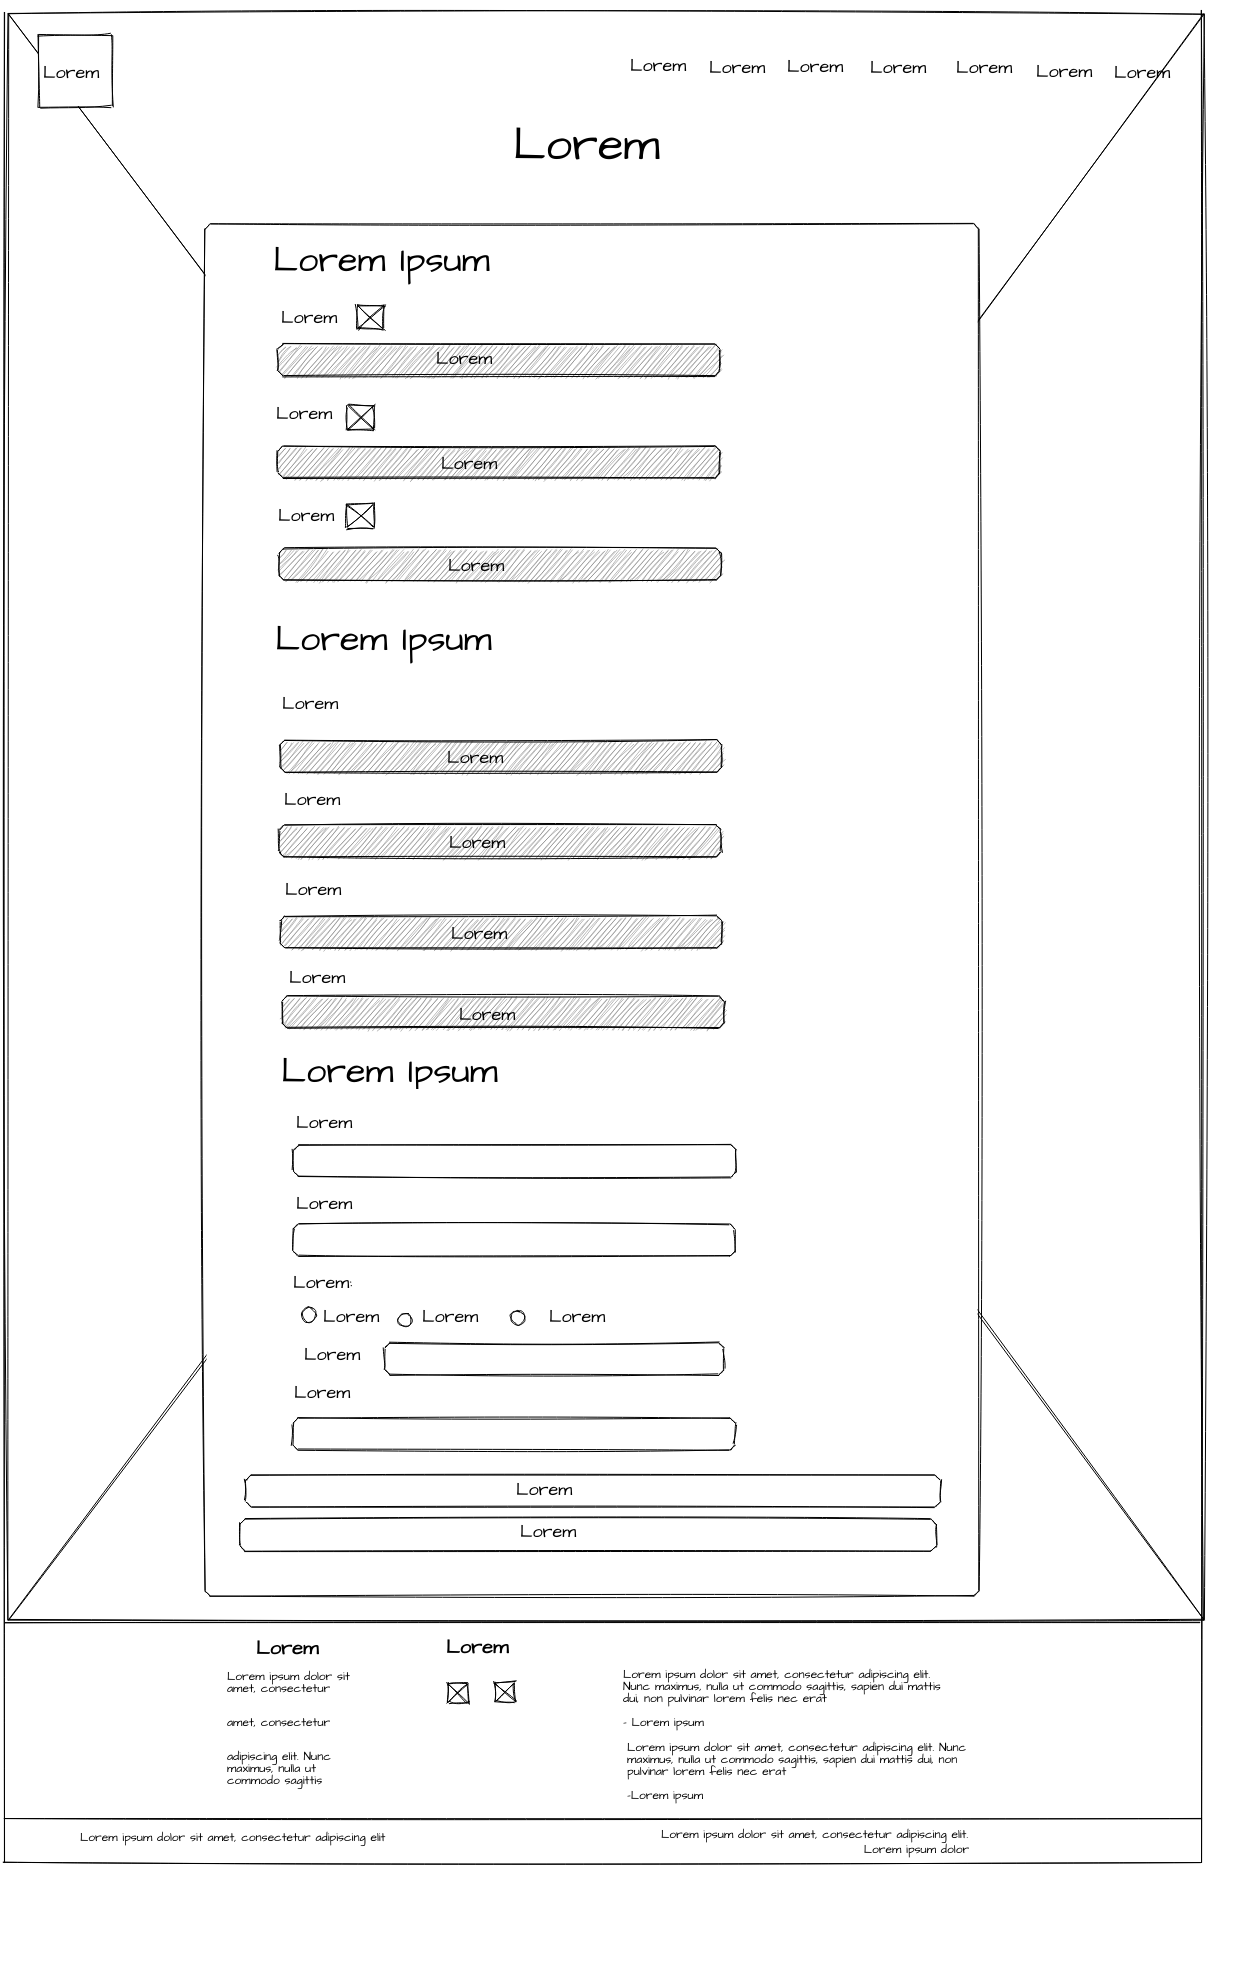 Lorem
Lorem Lorem Lorem Lorem Lorem Lorem Lorem
Lorem
Lorem Ipsum
Lorem
Lorem
Lorem
Lorem
Lorem
Lorem
Lorem Ipsum
Lorem
Lorem
Lorem
Lorem
Lorem
Lorem
Lorem
Lorem
Lorem Ipsum
Lorem
Lorem
Lorem:
Lorem Lorem Lorem
Lorem
Lorem
Lorem
Lorem
Lorem
Lorem ipsum dolor sit
amet, consectetur
amet, consectetur
adipiscing elit. Nunc
maximus, nulla ut
commodo sagittis
Lorem
Lorem ipsum dolor sit amet, consectetur adipiscing elit.
Nunc maximus, nulla ut commodo sagittis, sapien dui mattis
dui, non pulvinar lorem felis nec erat
- Lorem ipsum
Lorem ipsum dolor sit amet, consectetur adipiscing elit. Nunc
maximus, nulla ut commodo sagittis, sapien dui mattis dui, non
pulvinar lorem felis nec erat
-Lorem ipsum
Lorem ipsum dolor sit amet, consectetur adipiscing elit
Lorem ipsum dolor sit amet, consectetur adipiscing elit.
Lorem ipsum dolor